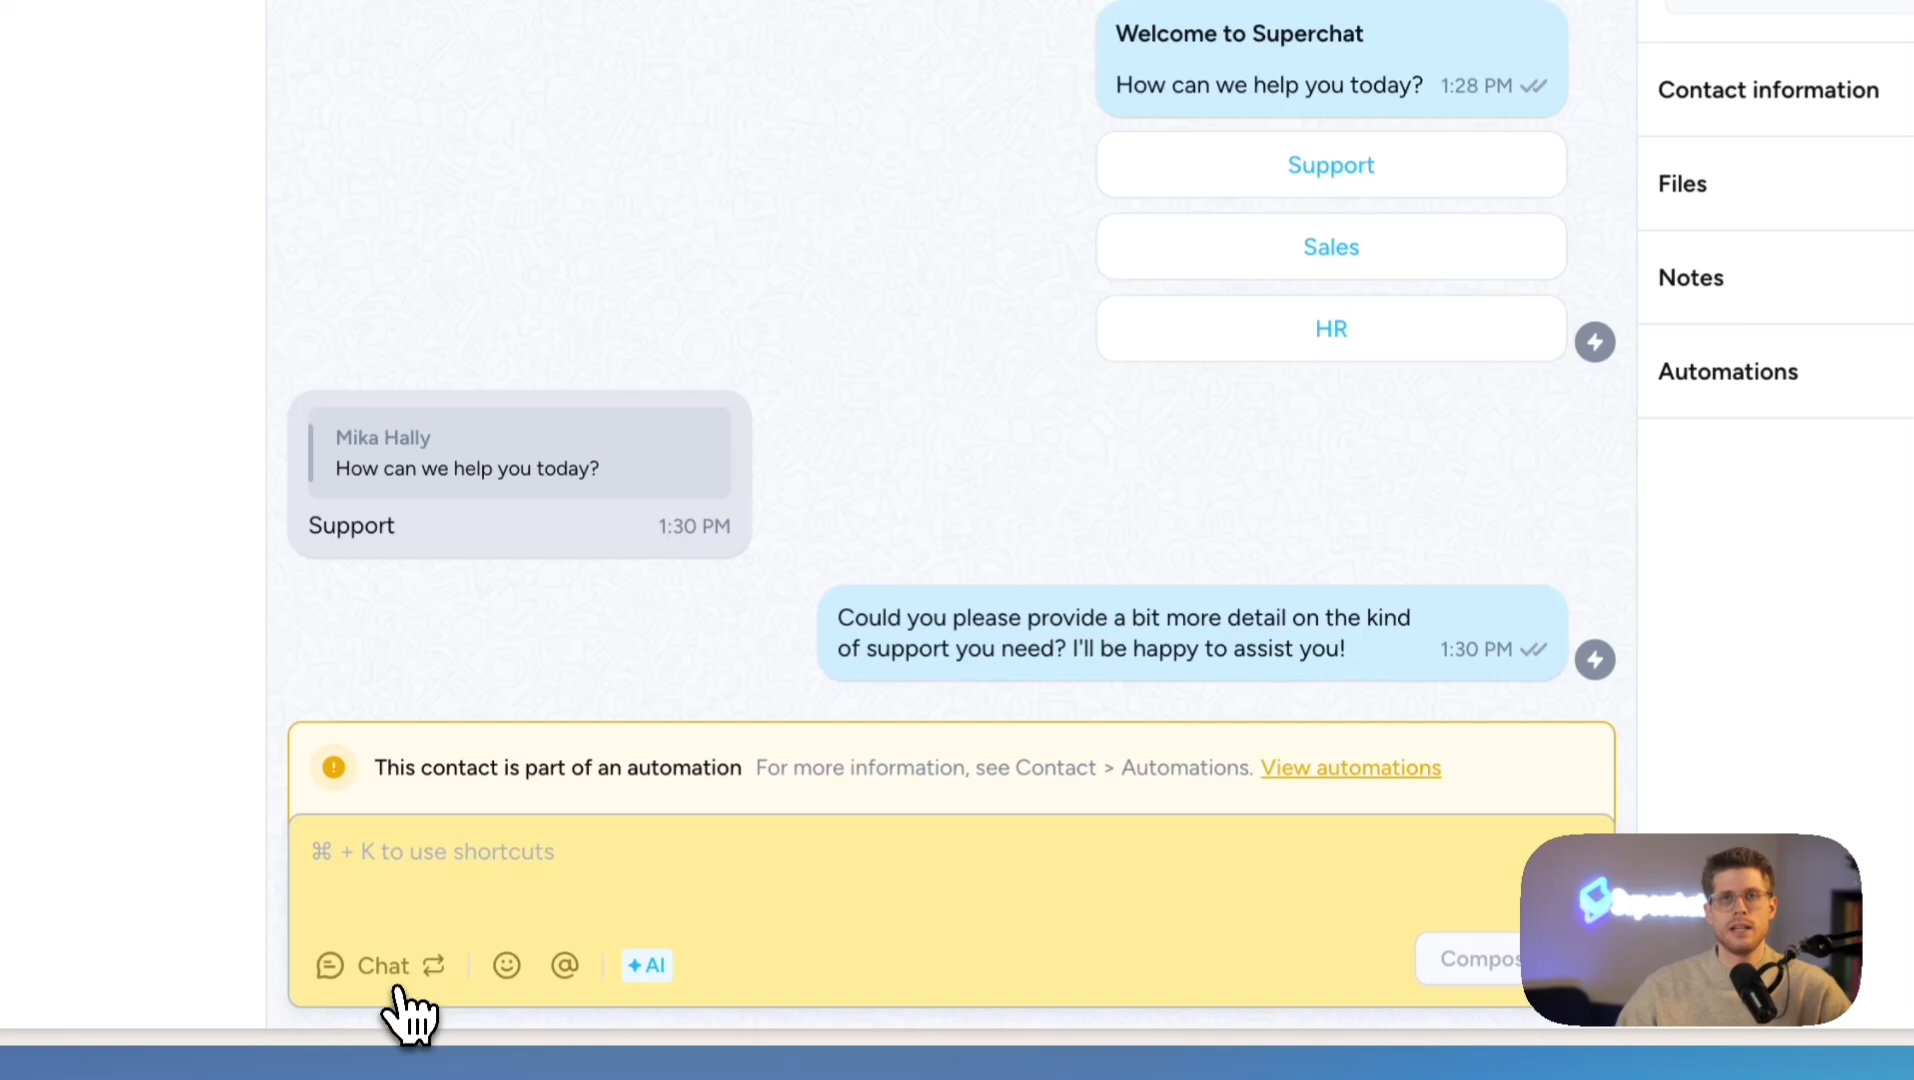 Welcome to Superchat
How can we help you today? 1:28 PM
Support
Sales
HR
Mika Hally
How can we help you today?
Support 1:30 PM
Could you please provide a bit more detail on the kind
of support you need? I'll be happy to assist you! 1:30 PM
This contact is part of an automation For more information, see Contact > Automations. View automations
⌘ + K to use shortcuts
Chat
AI
Compos
Contact information
Files
Notes
Automations
Superchat